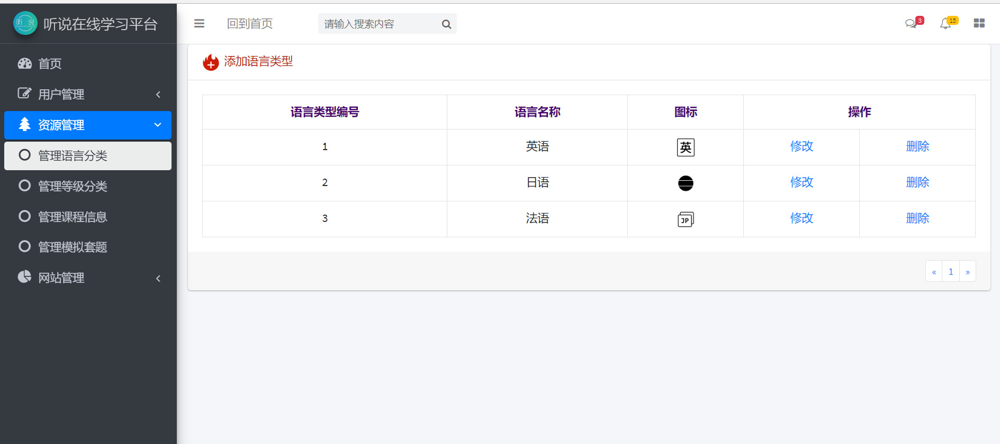 听说
听说在线学习平台
回到首页
请输入搜索内容
3
15
首页
用户管理
资源管理
管理语言分类
管理等级分类
管理课程信息
管理模拟套题
网站管理
添加语言类型
语言类型编号 语言名称 图标 操作
1 英语 英 修改 删除
2 日语 修改 删除
3 法语 JP 修改 删除
« 1 »